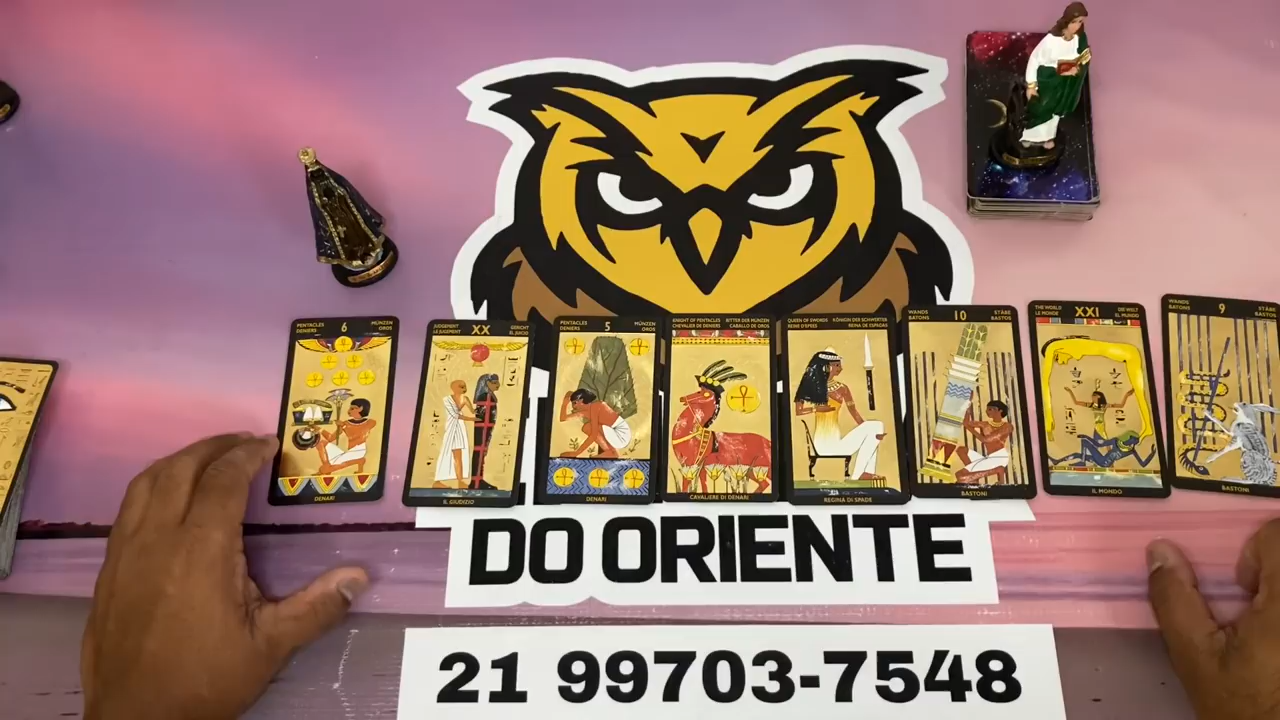 PENTACLES 6 MÜNZEN
DENIERS OROS
DENARI
JUDGEMENT XX GERICHT
LE JUGEMENT EL JUICIO
IL GIUDIZIO
PENTACLES 5 MÜNZEN
DENIERS OROS
DENARI
KNIGHT OF PENTACLES RITTER DER MÜNZEN
CHEVALIER DE DENIERS CABALLO DE OROS
CAVALIERE DI DENARI
QUEEN OF SWORDS KÖNIGIN DER SCHWERTER
REINE D'EPEES REINA DE ESPADAS
REGINA DI SPADE
WANDS 10 STÄBE
BATONS BASTOS
BASTONI
THE WORLD XXI DIE WELT
LE MONDE EL MUNDO
IL MONDO
WANDS 9 STÄBE
BATONS BASTOS
BASTONI
DO ORIENTE
21 99703-7548